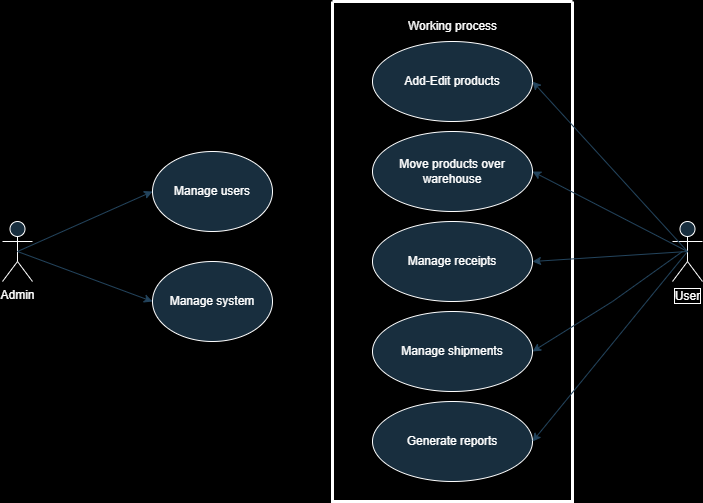 Working process
Add-Edit products
Move products over
warehouse
Manage users
Manage receipts
Admin
Manage system
User
Manage shipments
Generate reports